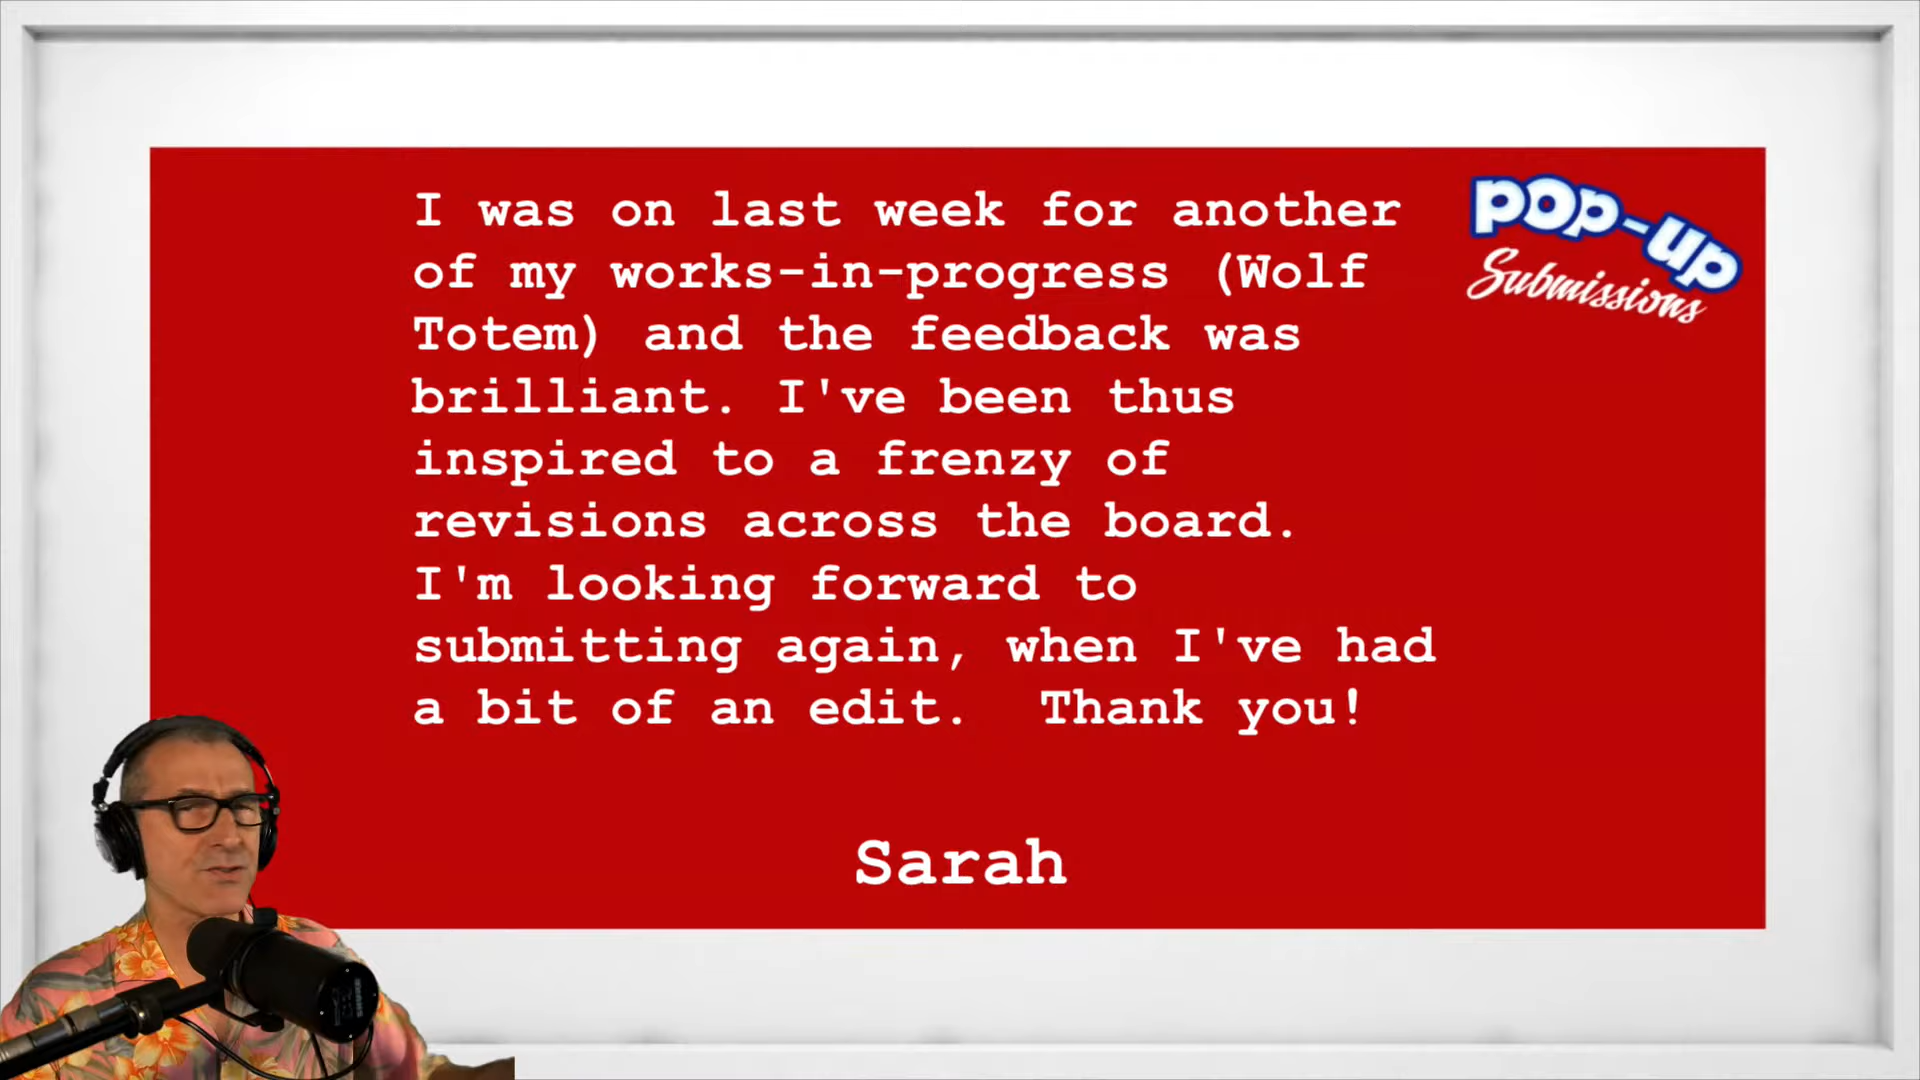 I was on last week for another
of my works-in-progress (Wolf
Totem) and the feedback was
brilliant. I've been thus
inspired to a frenzy of
revisions across the board.
I'm looking forward to
submitting again, when I've had
a bit of an edit.  Thank you!
Sarah
POP-UP
Submissions